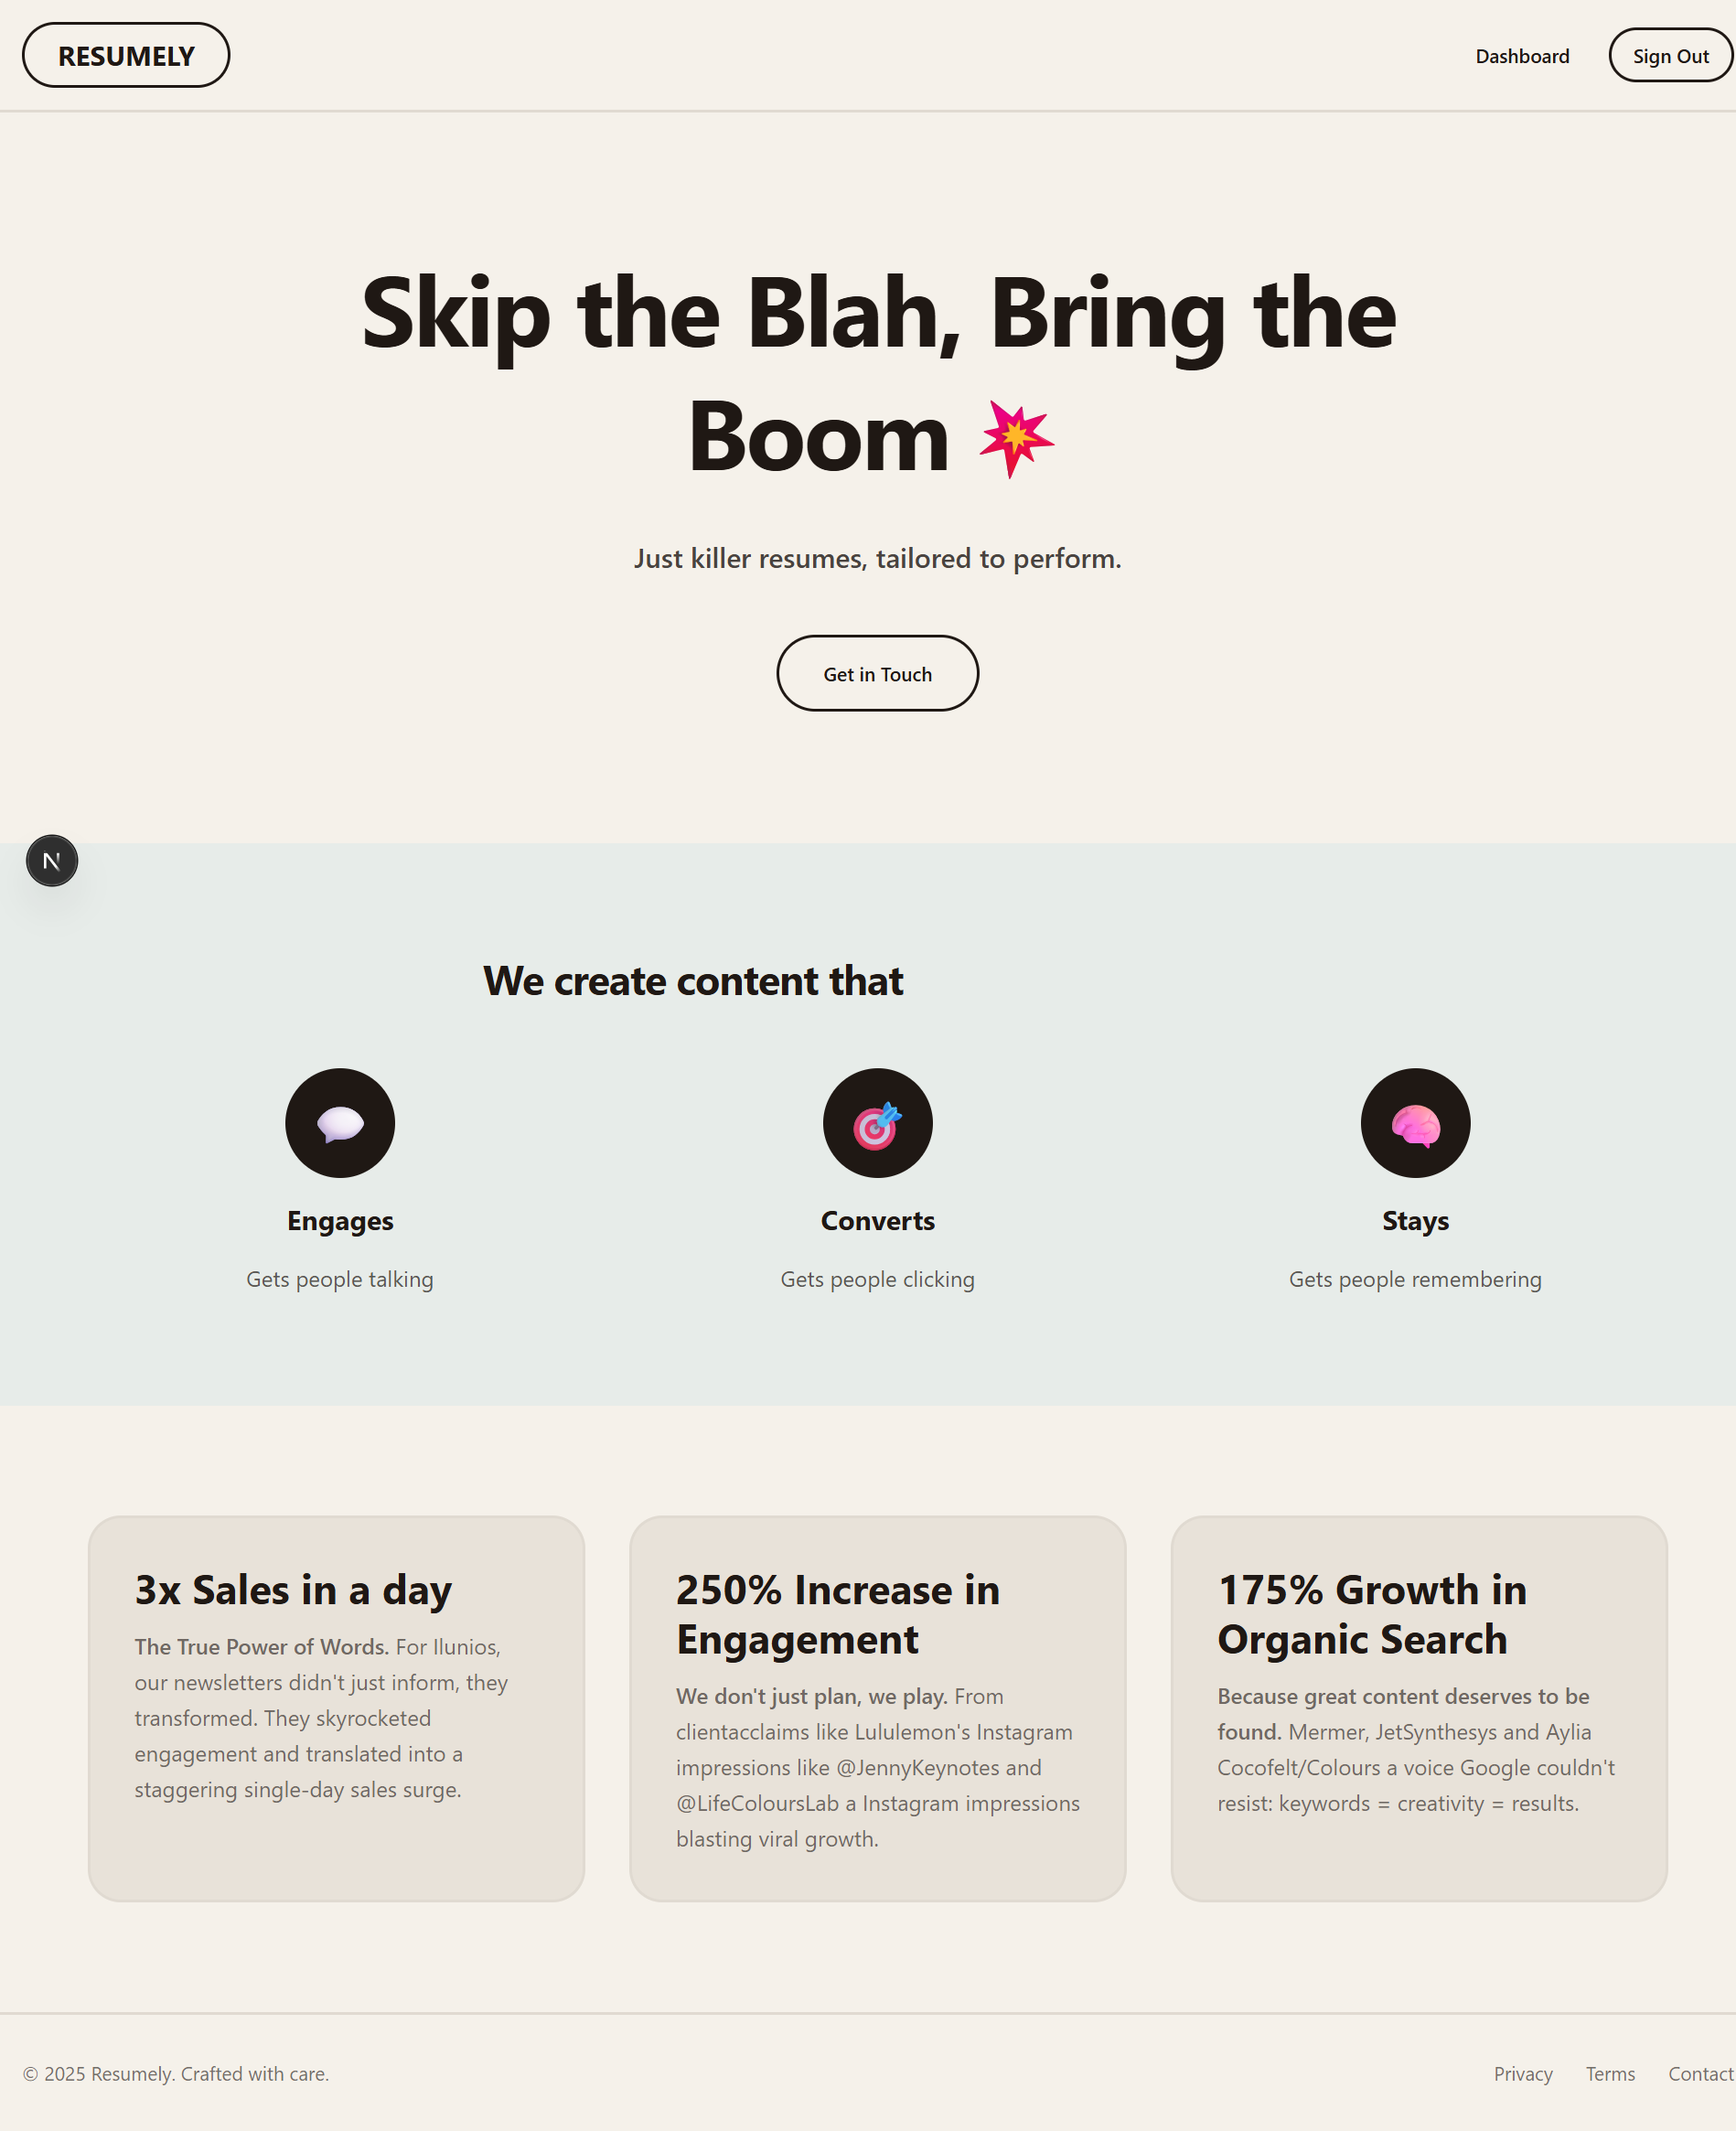 RESUMELY
Dashboard
Sign Out
Skip the Blah, Bring the
Boom 💥
Just killer resumes, tailored to perform.
Get in Touch
N
We create content that
Engages
Gets people talking
Converts
Gets people clicking
Stays
Gets people remembering
3x Sales in a day
The True Power of Words. For Ilunios,
our newsletters didn't just inform, they
transformed. They skyrocketed
engagement and translated into a
staggering single-day sales surge.
250% Increase in
Engagement
We don't just plan, we play. From
clientacclaims like Lululemon's Instagram
impressions like @JennyKeynotes and
@LifeColoursLab a Instagram impressions
blasting viral growth.
175% Growth in
Organic Search
Because great content deserves to be
found. Mermer, JetSynthesys and Aylia
Cocofelt/Colours a voice Google couldn't
resist: keywords = creativity = results.
© 2025 Resumely. Crafted with care.
Privacy
Terms
Contact